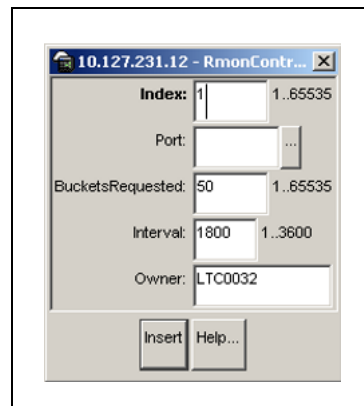 10.127.231.12 - RmonContr...
Index: 1 1..65535
Port: ...
BucketsRequested: 50 1..65535
Interval: 1800 1..3600
Owner: LTC0032
Insert Help...